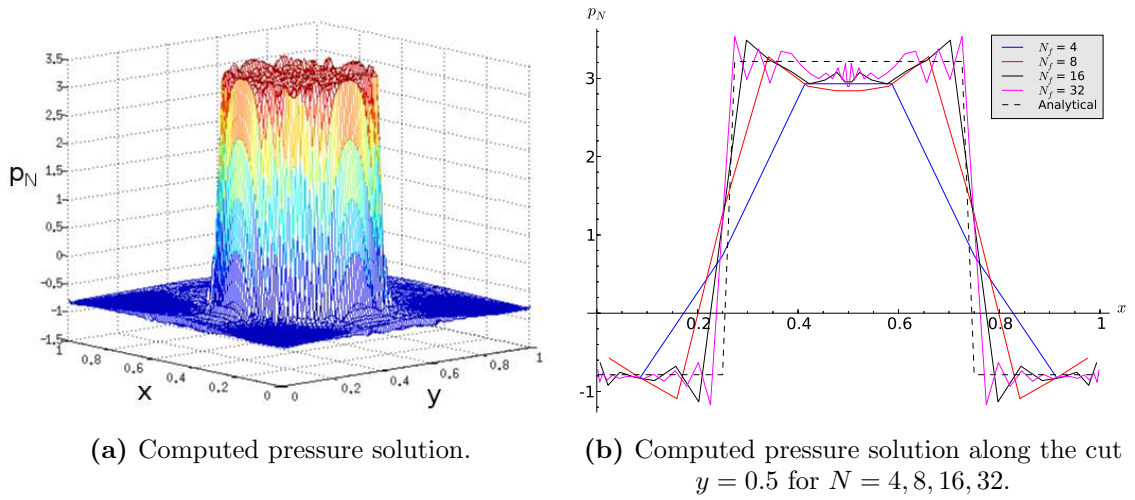 p_N
3.5
3
2.5
2
1.5
1
0.5
0
-0.5
-1
-1.5
1
0.8
0.6
0.4
0.2
0
x
0
0.2
0.4
0.6
0.8
1
y
p_N
3
1
-1
0.2
0.4
0.6
0.8
1
x
N_f = 4
N_f = 8
N_f = 16
N_f = 32
Analytical
(a) Computed pressure solution.
(b) Computed pressure solution along the cut
y = 0.5 for N = 4, 8, 16, 32.